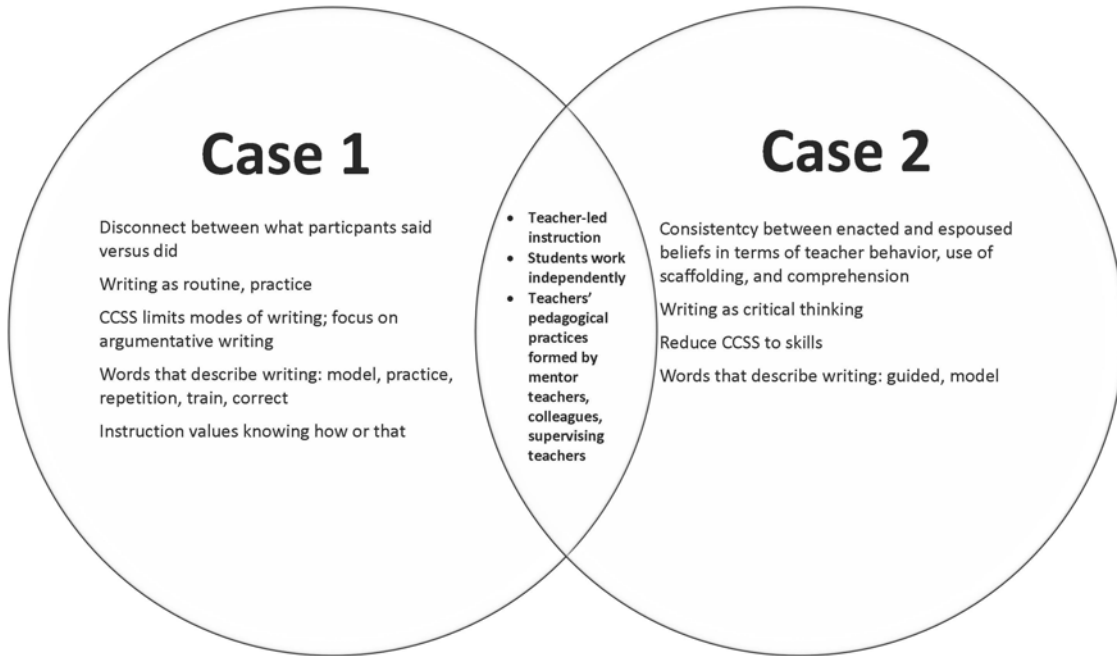 Case 1
Disconnect between what particpants said
versus did
Writing as routine, practice
CCSS limits modes of writing; focus on
argumentative writing
Words that describe writing: model, practice,
repetition, train, correct
Instruction values knowing how or that
• Teacher-led
instruction
• Students work
independently
• Teachers’
pedagogical
practices
formed by
mentor
teachers,
colleagues,
supervising
teachers
Case 2
Consistentcy between enacted and espoused
beliefs in terms of teacher behavior, use of
scaffolding, and comprehension
Writing as critical thinking
Reduce CCSS to skills
Words that describe writing: guided, model